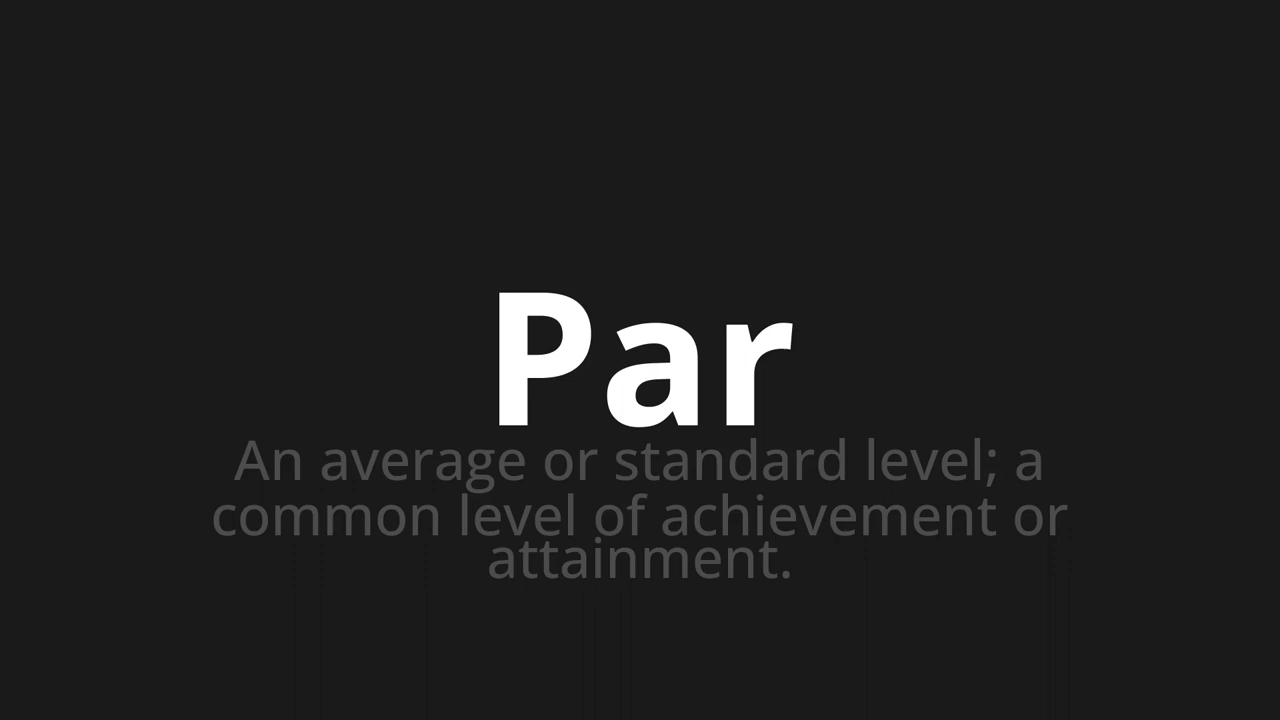 Par
An average or standard level; a
common level of achievement or
attainment.